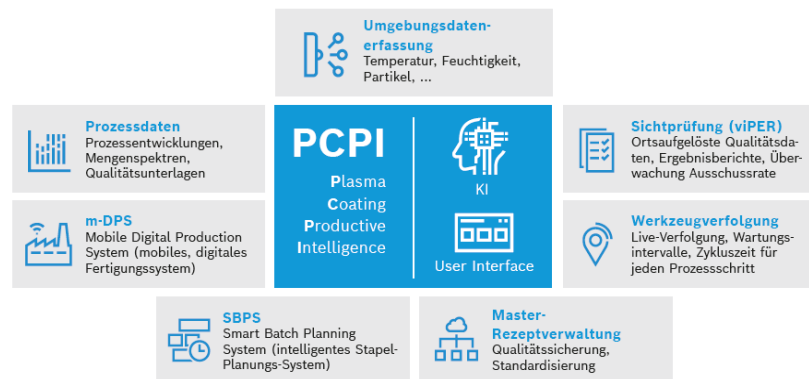 Umgebungsdaten-
erfassung
Temperatur, Feuchtigkeit,
Partikel, ...
Prozessdaten
Prozessentwicklungen,
Mengenspektren,
Qualitätsunterlagen
m-DPS
Mobile Digital Production
System (mobiles, digitales
Fertigungssystem)
PCPI
Plasma
Coating
Productive
Intelligence
KI
User Interface
Sichtprüfung (viPER)
Ortsaufgelöste Qualitätsda-
ten, Ergebnisberichte, Über-
wachung Ausschussrate
Werkzeugverfolgung
Live-Verfolgung, Wartungs-
intervalle, Zykluszeit für
jeden Prozessschritt
SBPS
Smart Batch Planning
System (intelligentes Stapel-
Planungs-System)
Master-
Rezeptverwaltung
Qualitätssicherung,
Standardisierung